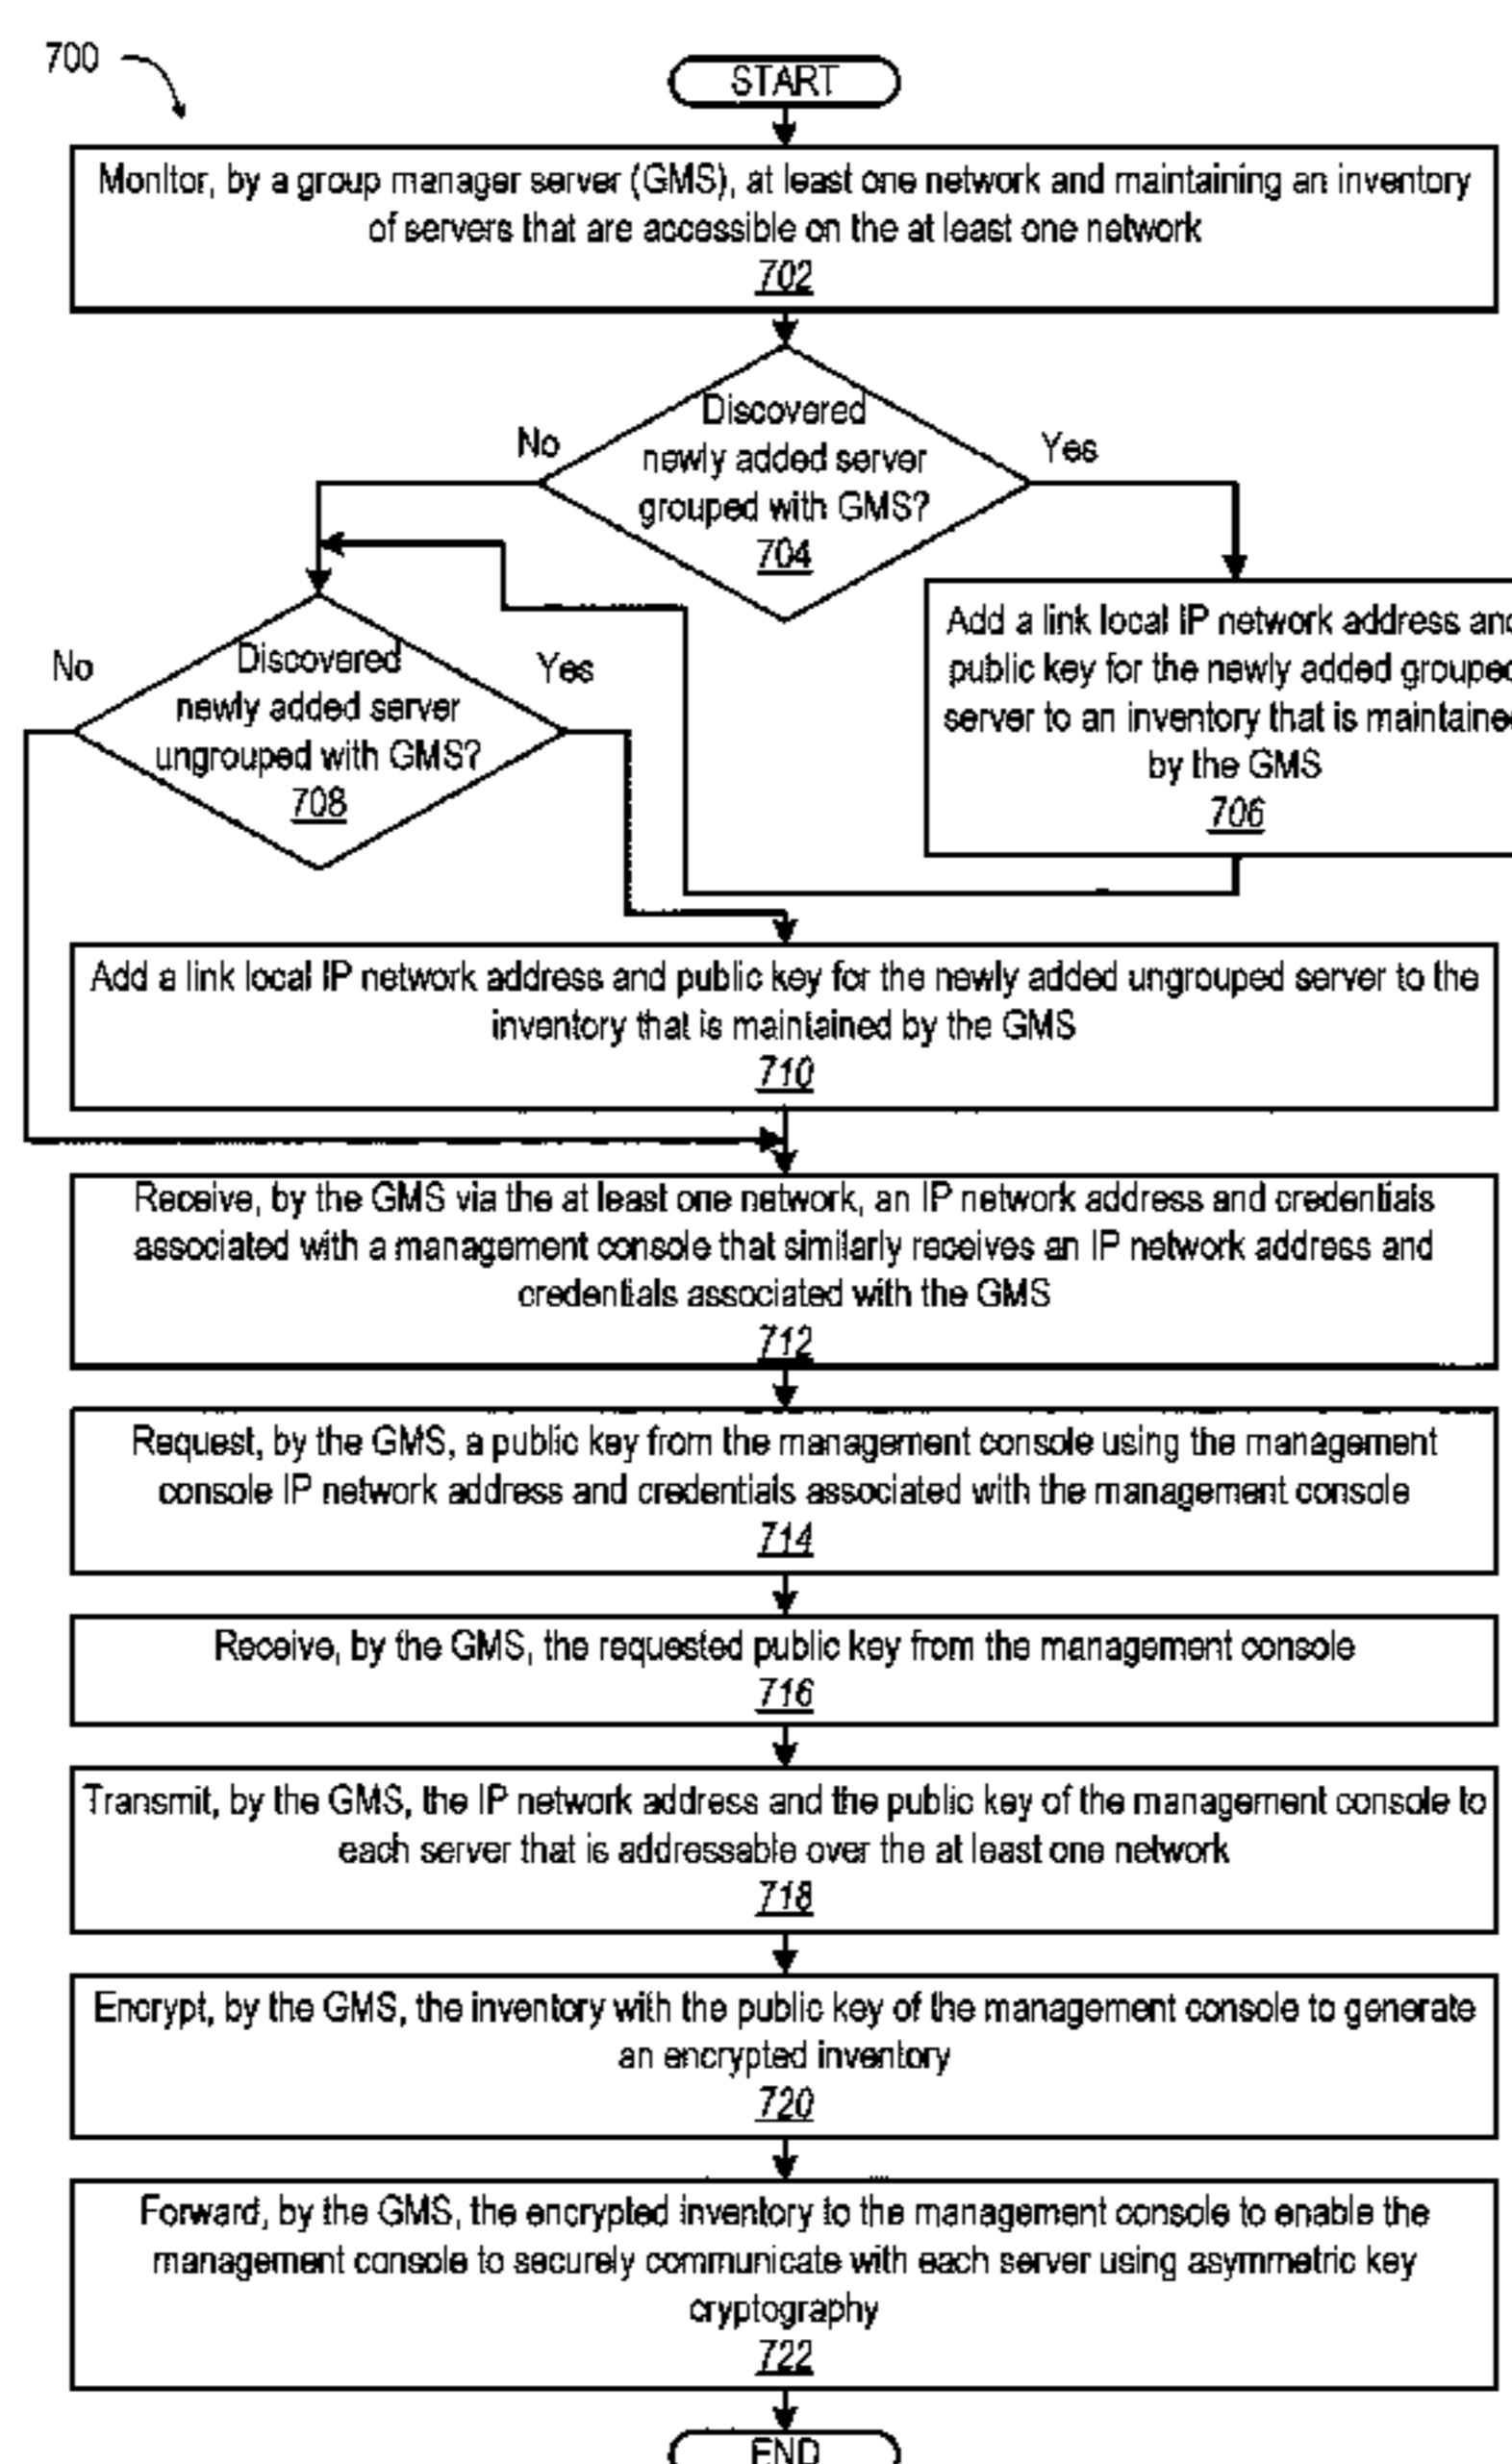 700
START
Monitor, by a group manager server (GMS), at least one network and maintaining an inventory
of servers that are accessible on the at least one network
702
Discovered
newly added server
grouped with GMS?
704
No
Yes
Add a link local IP network address and
public key for the newly added grouped
server to an inventory that is maintained
by the GMS
706
Discovered
newly added server
ungrouped with GMS?
708
No
Yes
Add a link local IP network address and public key for the newly added ungrouped server to the
inventory that is maintained by the GMS
710
Receive, by the GMS via the at least one network, an IP network address and credentials
associated with a management console that similarly receives an IP network address and
credentials associated with the GMS
712
Request, by the GMS, a public key from the management console using the management
console IP network address and credentials associated with the management console
714
Receive, by the GMS, the requested public key from the management console
716
Transmit, by the GMS, the IP network address and the public key of the management console to
each server that is addressable over the at least one network
718
Encrypt, by the GMS, the inventory with the public key of the management console to generate
an encrypted inventory
720
Forward, by the GMS, the encrypted inventory to the management console to enable the
management console to securely communicate with each server using asymmetric key
cryptography
722
END